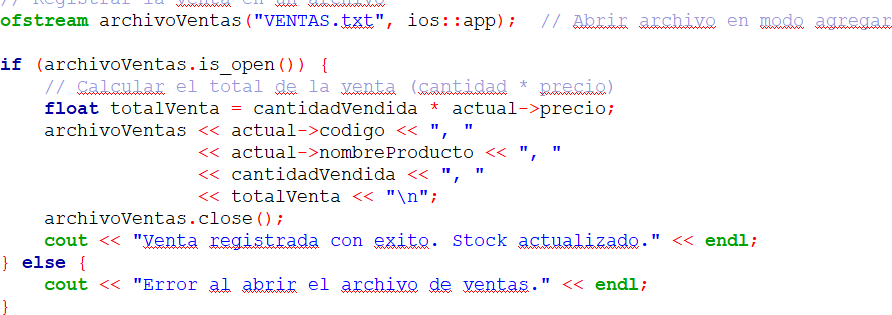 // Registrar la venta en un archivo
ofstream archivoVentas("VENTAS.txt", ios::app);  // Abrir archivo en modo agregar
if (archivoVentas.is_open()) {
    // Calcular el total de la venta (cantidad * precio)
    float totalVenta = cantidadVendida * actual->precio;
    archivoVentas << actual->codigo << ", "
                  << actual->nombreProducto << ", "
                  << cantidadVendida << ", "
                  << totalVenta << "\n";
    archivoVentas.close();
    cout << "Venta registrada con exito. Stock actualizado." << endl;
} else {
    cout << "Error al abrir el archivo de ventas." << endl;
}